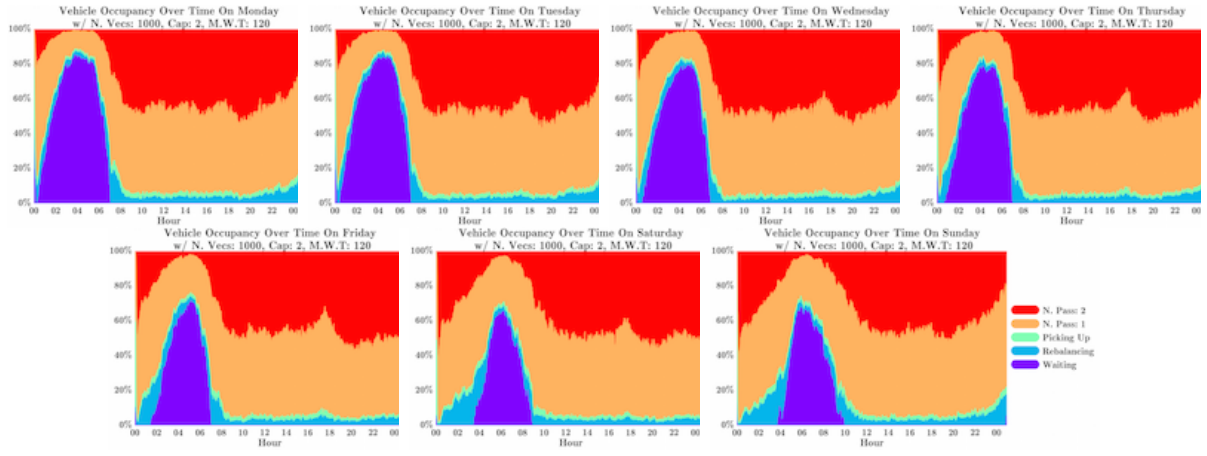 Vehicle Occupancy Over Time On Monday
w/ N. Vecs: 1000, Cap: 2, M.W.T: 120
Vehicle Occupancy Over Time On Tuesday
w/ N. Vecs: 1000, Cap: 2, M.W.T: 120
Vehicle Occupancy Over Time On Wednesday
w/ N. Vecs: 1000, Cap: 2, M.W.T: 120
Vehicle Occupancy Over Time On Thursday
w/ N. Vecs: 1000, Cap: 2, M.W.T: 120
100%
80%
60%
40%
20%
0%
00 02 04 06 08 10 12 14 16 18 20 22 00
Hour
100%
80%
60%
40%
20%
0%
00 02 04 06 08 10 12 14 16 18 20 22 00
Hour
100%
80%
60%
40%
20%
0%
00 02 04 06 08 10 12 14 16 18 20 22 00
Hour
100%
80%
60%
40%
20%
0%
00 02 04 06 08 10 12 14 16 18 20 22 00
Hour
Vehicle Occupancy Over Time On Friday
w/ N. Vecs: 1000, Cap: 2, M.W.T: 120
Vehicle Occupancy Over Time On Saturday
w/ N. Vecs: 1000, Cap: 2, M.W.T: 120
Vehicle Occupancy Over Time On Sunday
w/ N. Vecs: 1000, Cap: 2, M.W.T: 120
100%
80%
60%
40%
20%
0%
00 02 04 06 08 10 12 14 16 18 20 22 00
Hour
100%
80%
60%
40%
20%
0%
00 02 04 06 08 10 12 14 16 18 20 22 00
Hour
100%
80%
60%
40%
20%
0%
00 02 04 06 08 10 12 14 16 18 20 22 00
Hour
N. Pass: 2
N. Pass: 1
Picking Up
Rebalancing
Waiting